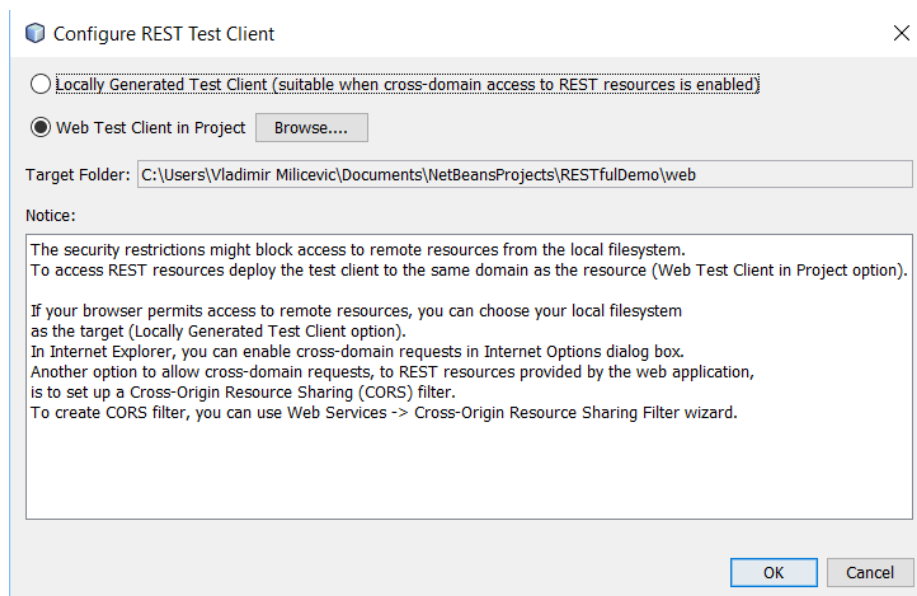 Configure REST Test Client
Locally Generated Test Client (suitable when cross-domain access to REST resources is enabled)
Web Test Client in Project
Browse....
Target Folder: C:\Users\Vladimir Milicevic\Documents\NetBeansProjects\RESTfulDemo\web
Notice:
The security restrictions might block access to remote resources from the local filesystem.
To access REST resources deploy the test client to the same domain as the resource (Web Test Client in Project option).
If your browser permits access to remote resources, you can choose your local filesystem
as the target (Locally Generated Test Client option).
In Internet Explorer, you can enable cross-domain requests in Internet Options dialog box.
Another option to allow cross-domain requests, to REST resources provided by the web application,
is to set up a Cross-Origin Resource Sharing (CORS) filter.
To create CORS filter, you can use Web Services -> Cross-Origin Resource Sharing Filter wizard.
OK
Cancel